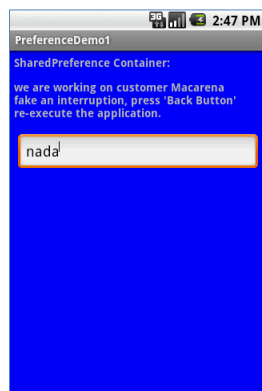 3G 2:47 PM
PreferenceDemo1
SharedPreference Container:
we are working on customer Macarena
fake an interruption, press 'Back Button'
re-execute the application.
nada